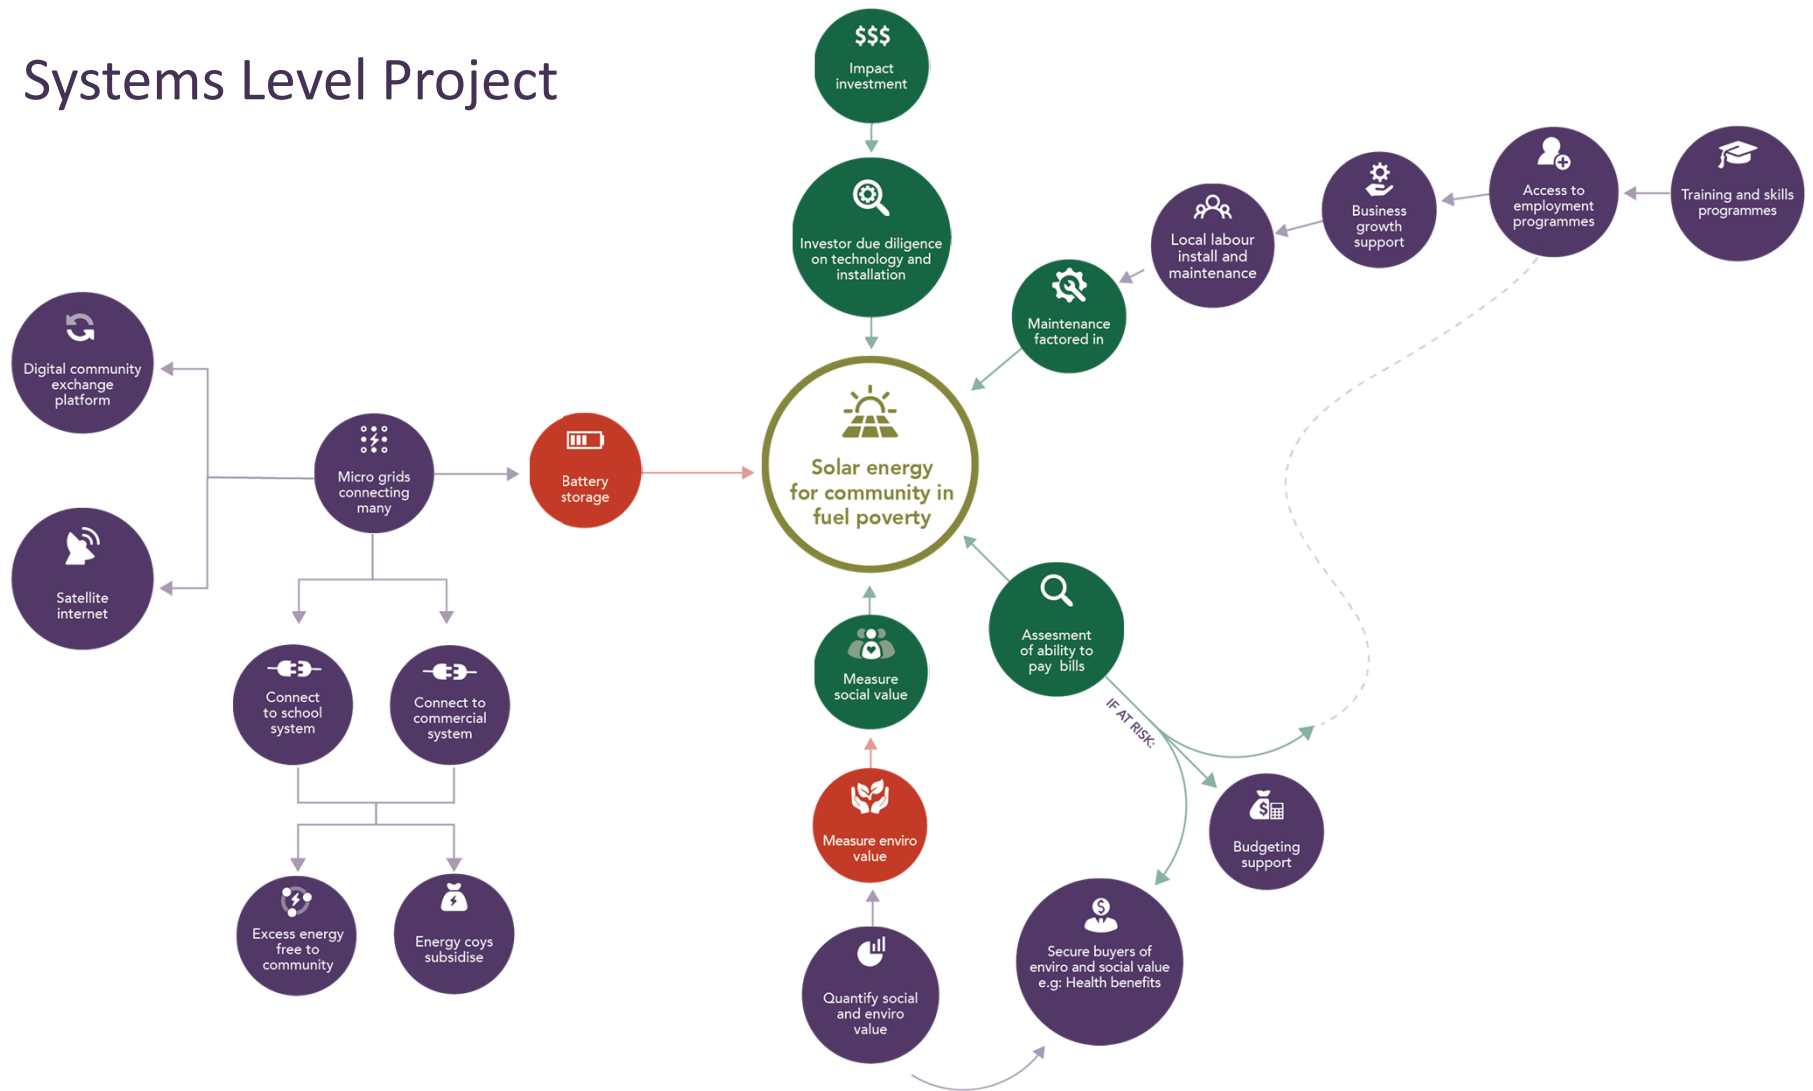 Systems Level Project
$$$
Impact
investment
Investor due diligence
on technology and
installation
Training and skills
programmes
Access to
employment
programmes
Business
growth
support
Local labour
install and
maintenance
Maintenance
factored in
Digital community
exchange
platform
Satellite
internet
Micro grids
connecting
many
Battery
storage
Solar energy
for community in
fuel poverty
Connect
to school
system
Connect to
commercial
system
Excess energy
free to
community
Energy coys
subsidise
Measure
social value
Measure enviro
value
Quantify social
and enviro
value
Assesment
of ability to
pay bills
IF AT RISK:
$
Budgeting
support
$
Secure buyers of
enviro and social value
e.g: Health benefits